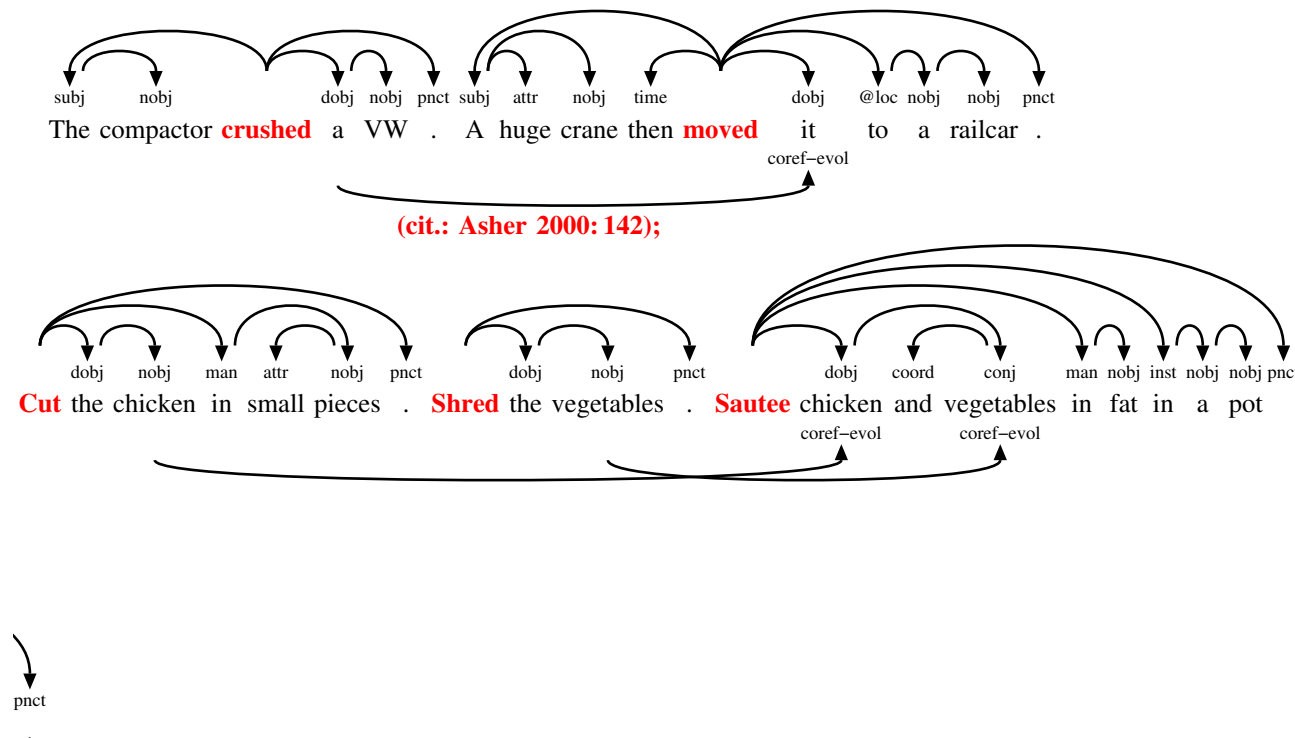 subj nobj dobj nobj pnct subj attr nobj time dobj @loc nobj nobj pnct
The compactor crushed a VW . A huge crane then moved it to a railcar .
coref−evol
(cit.: Asher 2000: 142);
dobj nobj man attr nobj pnct dobj nobj pnct dobj coord conj man nobj inst nobj nobj pnc
Cut the chicken in small pieces . Shred the vegetables . Sautee chicken and vegetables in fat in a pot
coref−evol coref−evol
pnct
.